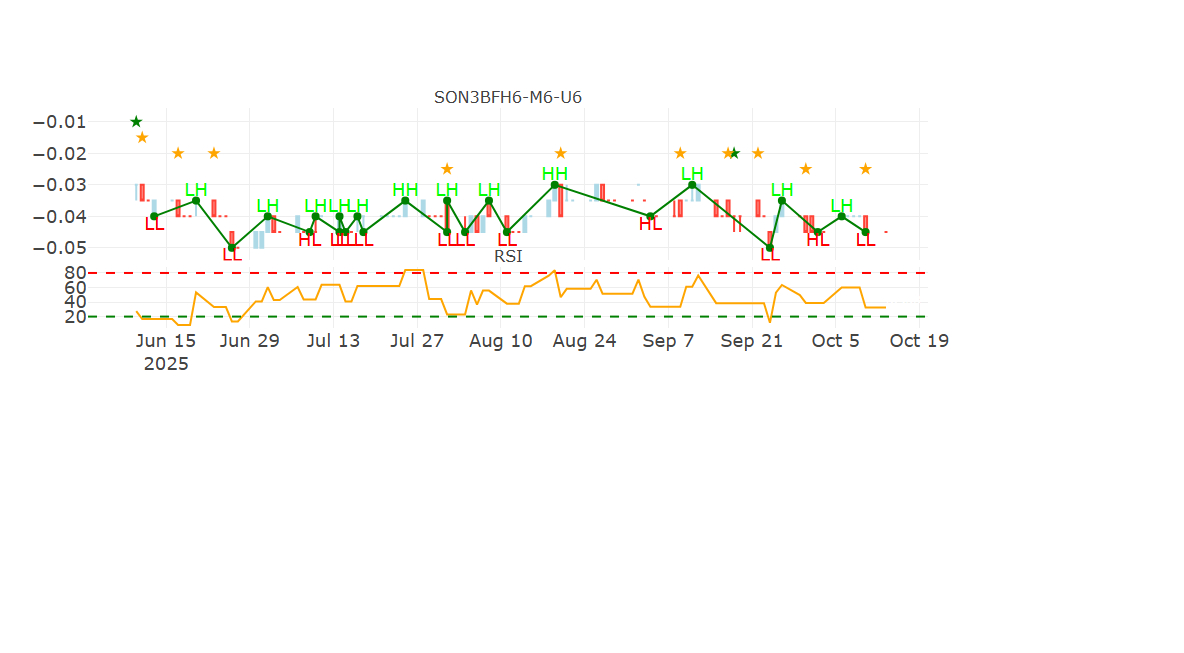 SON3BFH6-M6-U6
−0.01
−0.02
−0.03
−0.04
−0.05
HH
LH
LH LH HH LH LH LH
LH LH LH LH LH
LL HL
HL LL LL LL LL HL LL
LL LL
RSI
80
60
40
20
Jun 15 Jun 29 Jul 13 Jul 27 Aug 10 Aug 24 Sep 7 Sep 21 Oct 5 Oct 19
2025